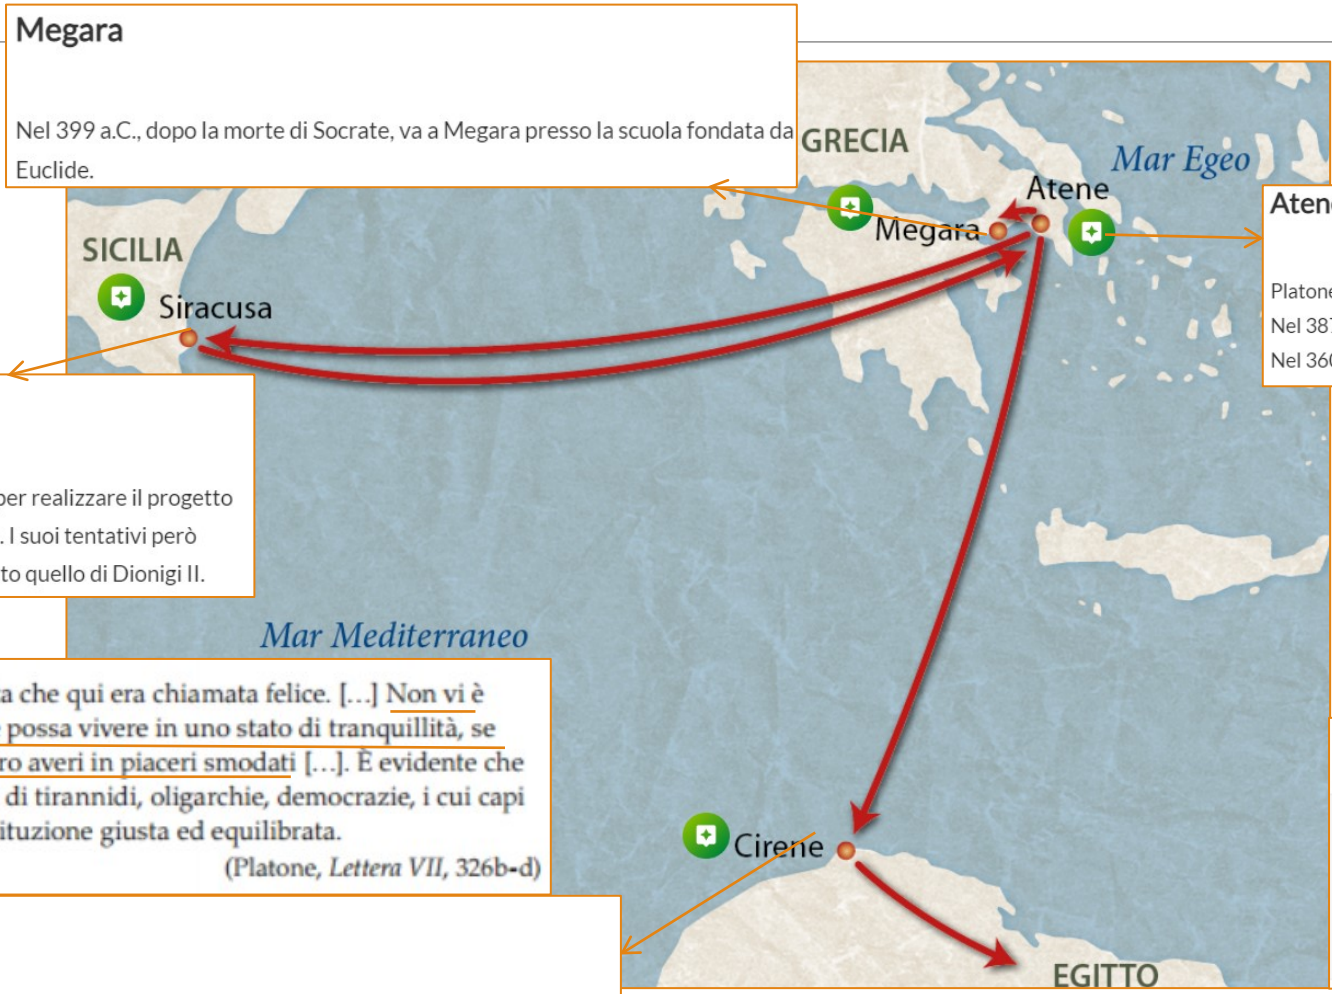 Megara
Nel 399 a.C., dopo la morte di Socrate, va a Megara presso la scuola fondata da
Euclide.
GRECIA
Mar Egeo
Atene
Megara
Platone
Nel 387
Nel 360
SICILIA
Siracusa
per realizzare il progetto
. I suoi tentativi però
to quello di Dionigi II.
Mar Mediterraneo
a che qui era chiamata felice. [...] Non vi è
possa vivere in uno stato di tranquillità, se
ro averi in piaceri smodati [...]. È evidente che
di tirannidi, oligarchie, democrazie, i cui capi
ituzione giusta ed equilibrata.
(Platone, Lettera VII, 326b-d)
Cirene
EGITTO